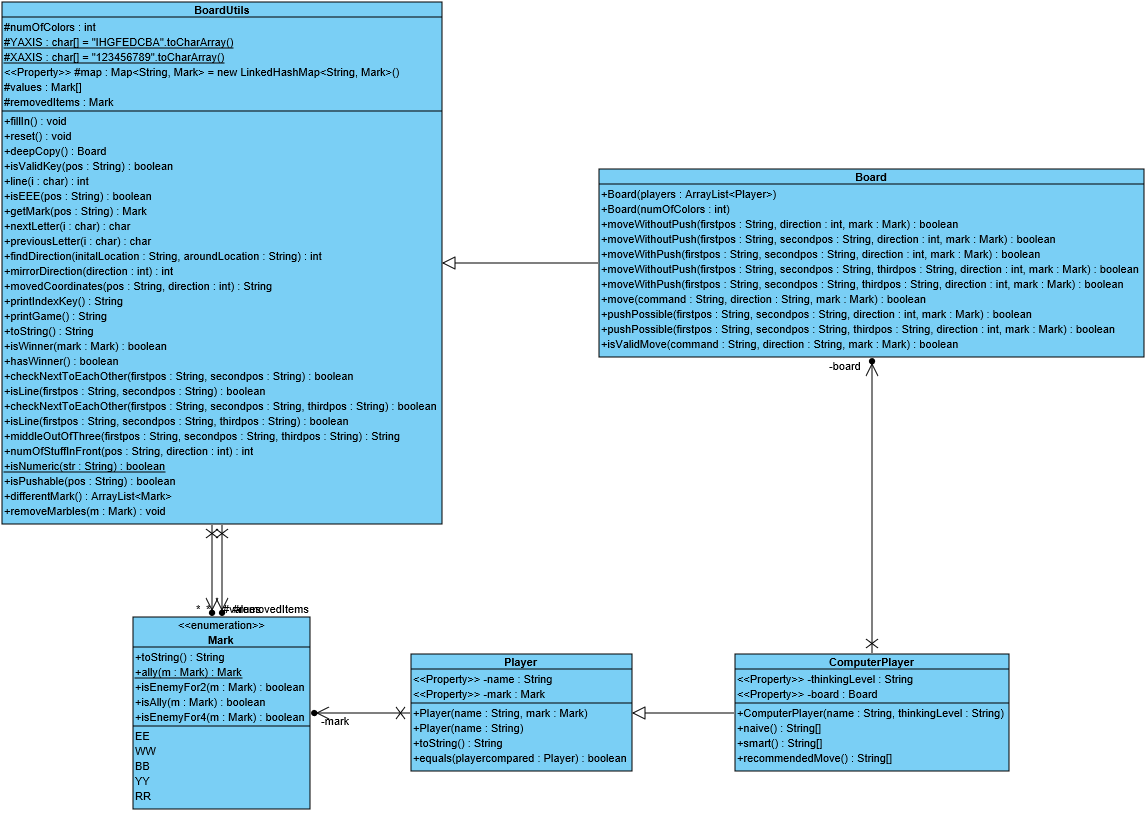 BoardUtils
#numOfColors : int
#YAXIS : char[] = "IHGFEDCBA".toCharArray()
#XAXIS : char[] = "123456789".toCharArray()
<<Property>> #map : Map<String, Mark> = new LinkedHashMap<String, Mark>()
#values : Mark[]
#removedItems : Mark
+fillIn() : void
+reset() : void
+deepCopy() : Board
+isValidKey(pos : String) : boolean
+line(i : char) : int
+isEEE(pos : String) : boolean
+getMark(pos : String) : Mark
+nextLetter(i : char) : char
+previousLetter(i : char) : char
+findDirection(initalLocation : String, aroundLocation : String) : int
+mirrorDirection(direction : int) : int
+movedCoordinates(pos : String, direction : int) : String
+printIndexKey() : String
+printGame() : String
+toString() : String
+isWinner(mark : Mark) : boolean
+hasWinner() : boolean
+checkNextToEachOther(firstpos : String, secondpos : String) : boolean
+isLine(firstpos : String, secondpos : String) : boolean
+checkNextToEachOther(firstpos : String, secondpos : String, thirdpos : String) : boolean
+isLine(firstpos : String, secondpos : String, thirdpos : String) : boolean
+middleOutOfThree(firstpos : String, secondpos : String, thirdpos : String) : String
+numOfStuffInFront(pos : String, direction : int) : int
+isNumeric(str : String) : boolean
+isPushable(pos : String) : boolean
+differentMark() : ArrayList<Mark>
+removeMarbles(m : Mark) : void
Board
+Board(players : ArrayList<Player>)
+Board(numOfColors : int)
+moveWithoutPush(firstpos : String, direction : int, mark : Mark) : boolean
+moveWithoutPush(firstpos : String, secondpos : String, direction : int, mark : Mark) : boolean
+moveWithPush(firstpos : String, secondpos : String, direction : int, mark : Mark) : boolean
+moveWithoutPush(firstpos : String, secondpos : String, thirdpos : String, direction : int, mark : Mark) : boolean
+moveWithPush(firstpos : String, secondpos : String, thirdpos : String, direction : int, mark : Mark) : boolean
+move(command : String, direction : String, mark : Mark) : boolean
+pushPossible(firstpos : String, secondpos : String, direction : int, mark : Mark) : boolean
+pushPossible(firstpos : String, secondpos : String, thirdpos : String, direction : int, mark : Mark) : boolean
+isValidMove(command : String, direction : String, mark : Mark) : boolean
-board
* * #values #removedItems
<<enumeration>>
Mark
+toString() : String
+ally(m : Mark) : Mark
+isEnemyFor2(m : Mark) : boolean
+isAlly(m : Mark) : boolean
+isEnemyFor4(m : Mark) : boolean
EE
WW
BB
YY
RR
-mark
Player
<<Property>> -name : String
<<Property>> -mark : Mark
+Player(name : String, mark : Mark)
+Player(name : String)
+toString() : String
+equals(playercompared : Player) : boolean
ComputerPlayer
<<Property>> -thinkingLevel : String
<<Property>> -board : Board
+ComputerPlayer(name : String, thinkingLevel : String)
+naive() : String[]
+smart() : String[]
+recommendedMove() : String[]